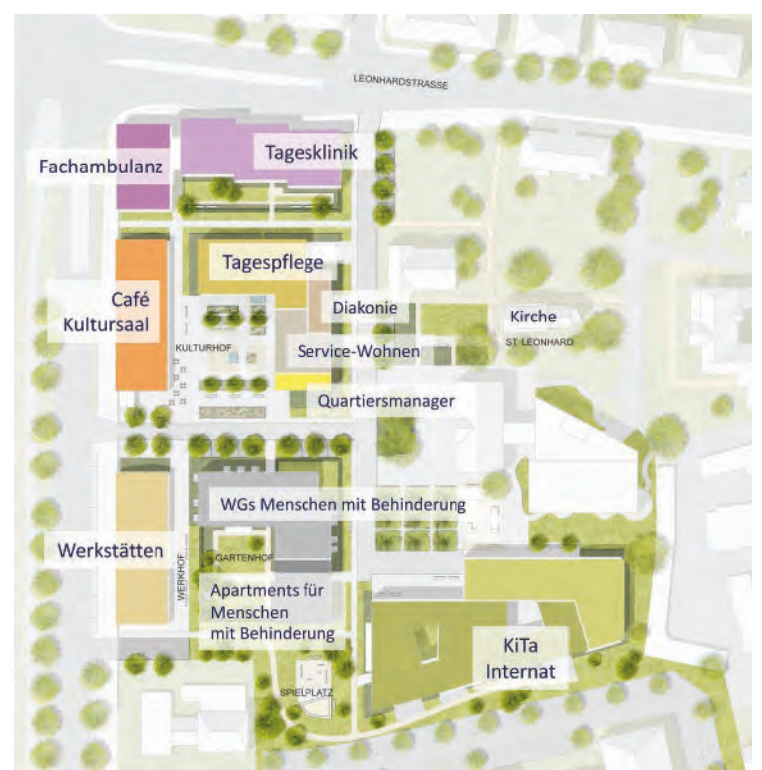 LEONHARDSTRASSE
Tagesklinik
Fachambulanz
Tagespflege
Café
Kultursaal
Diakonie
Kirche
KULTURHOF
Service-Wohnen
ST. LEONHARD
Quartiersmanager
WGs Menschen mit Behinderung
Werkstätten
WERKHOF
GARTENHOF
Apartments für
Menschen
mit Behinderung
KiTa
Internat
SPIELPLATZ